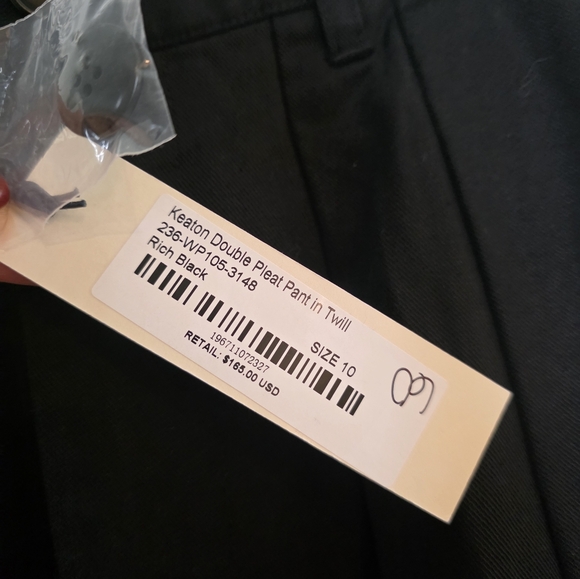 Keaton Double Pleat Pant in Twill
236-WP105-3148
Rich Black
SIZE 10
196711072327
RETAIL: $165.00 USD